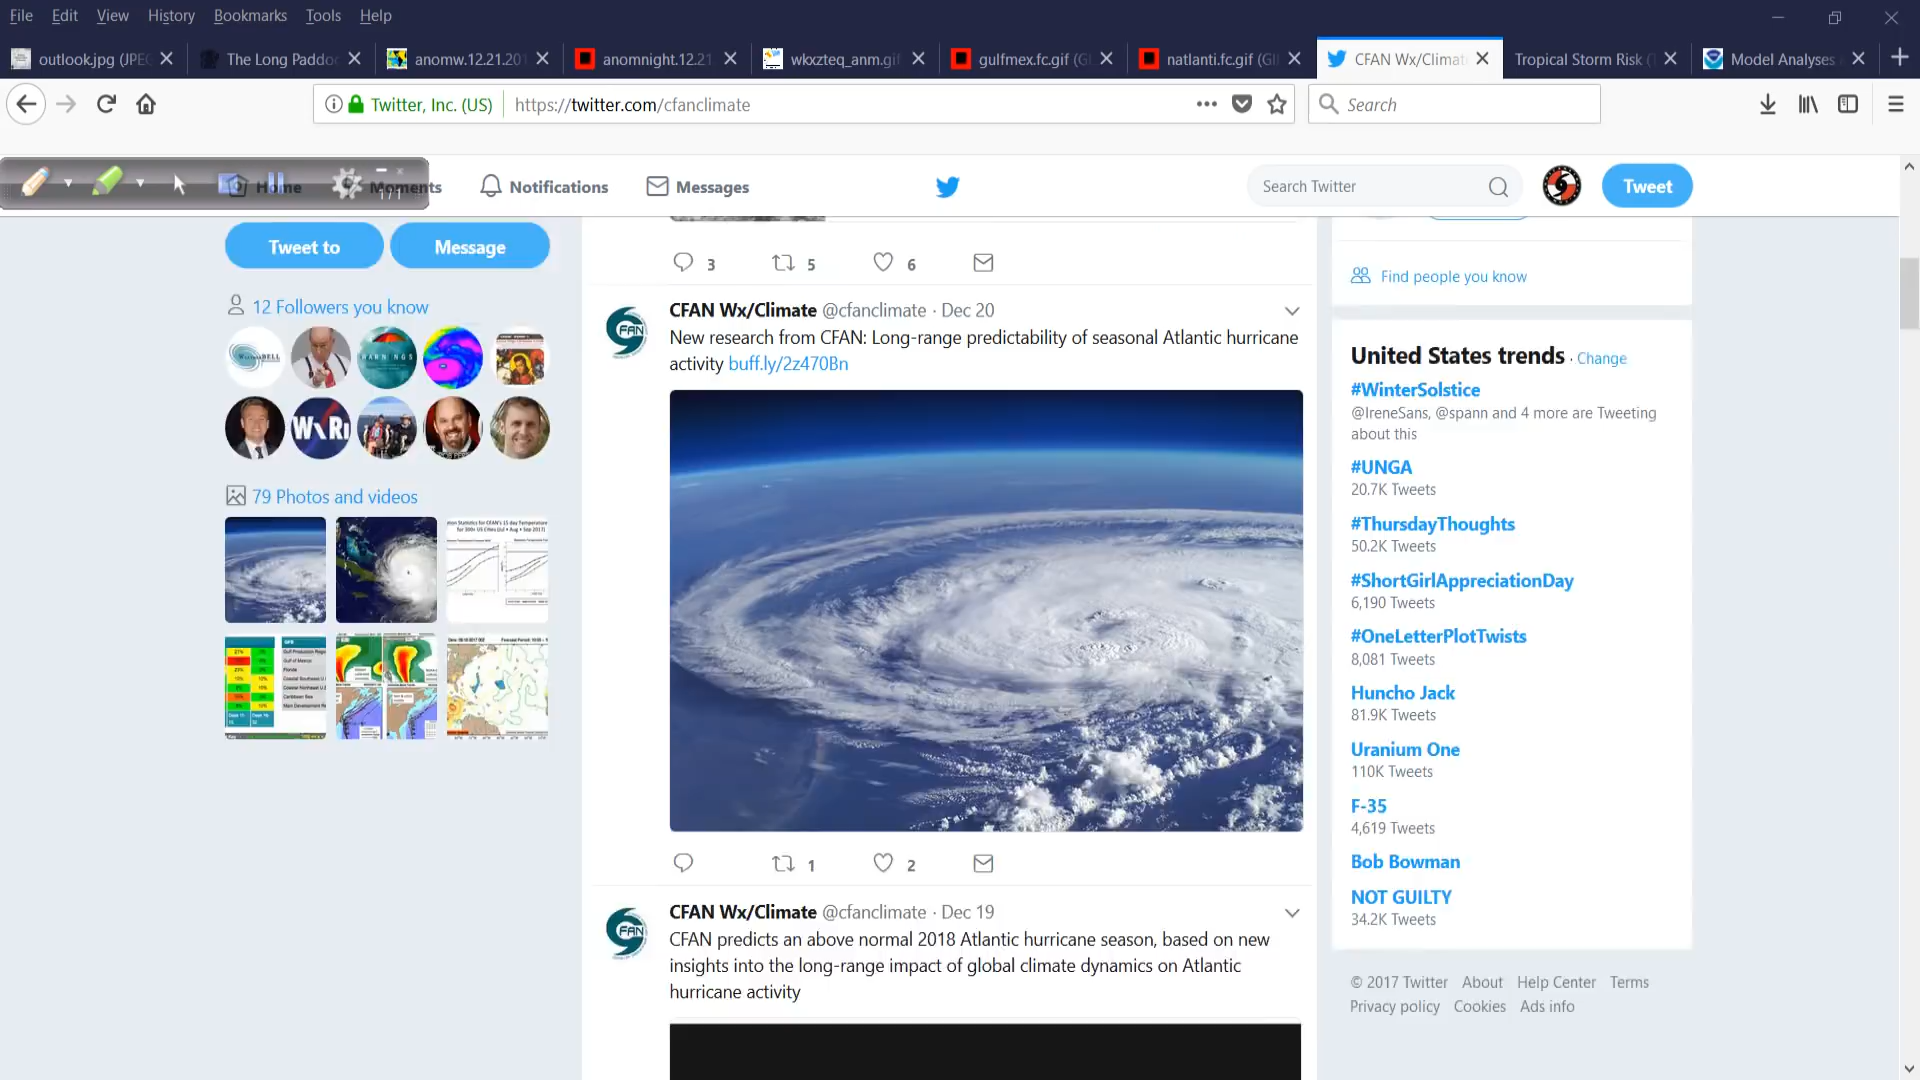 File Edit View History Bookmarks Tools Help
outlook.jpg (JPEG
The Long Paddoc
anomw.12.21.201
anomnight.12.21
wkxzteq_anm.gif
gulfmex.fc.gif (GI
natlanti.fc.gif (GI
CFAN Wx/Climat
Tropical Storm Risk (
Model Analyses
Twitter, Inc. (US) https://twitter.com/cfanclimate
Search
Home Moments Notifications Messages
1/1
Search Twitter
Tweet
Tweet to Message
12 Followers you know
79 Photos and videos
3 5 6
CFAN Wx/Climate @cfanclimate · Dec 20
New research from CFAN: Long-range predictability of seasonal Atlantic hurricane
activity buff.ly/2z470Bn
1 2
CFAN Wx/Climate @cfanclimate · Dec 19
CFAN predicts an above normal 2018 Atlantic hurricane season, based on new
insights into the long-range impact of global climate dynamics on Atlantic
hurricane activity
Find people you know
United States trends · Change
#WinterSolstice
@IreneSans, @spann and 4 more are Tweeting
about this
#UNGA
20.7K Tweets
#ThursdayThoughts
50.2K Tweets
#ShortGirlAppreciationDay
6,190 Tweets
#OneLetterPlotTwists
8,081 Tweets
Huncho Jack
81.9K Tweets
Uranium One
110K Tweets
F-35
4,619 Tweets
Bob Bowman
NOT GUILTY
34.2K Tweets
© 2017 Twitter About Help Center Terms
Privacy policy Cookies Ads info